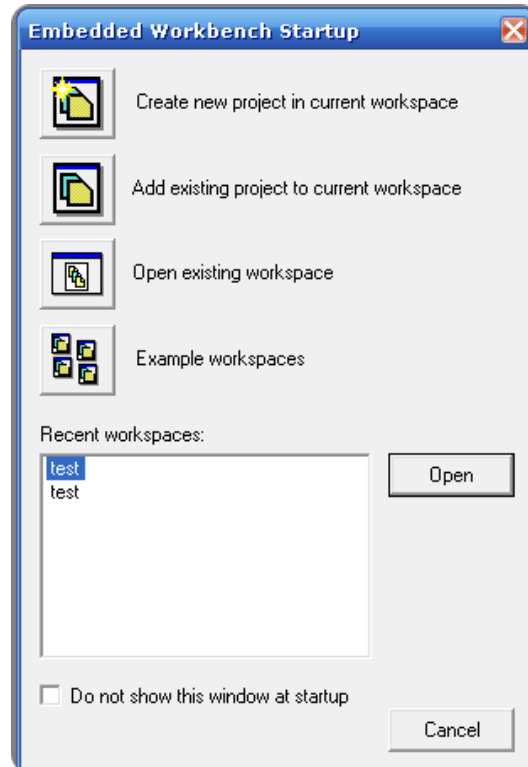 Embedded Workbench Startup
Create new project in current workspace
Add existing project to current workspace
Open existing workspace
Example workspaces
Recent workspaces:
test
test
Open
Do not show this window at startup
Cancel